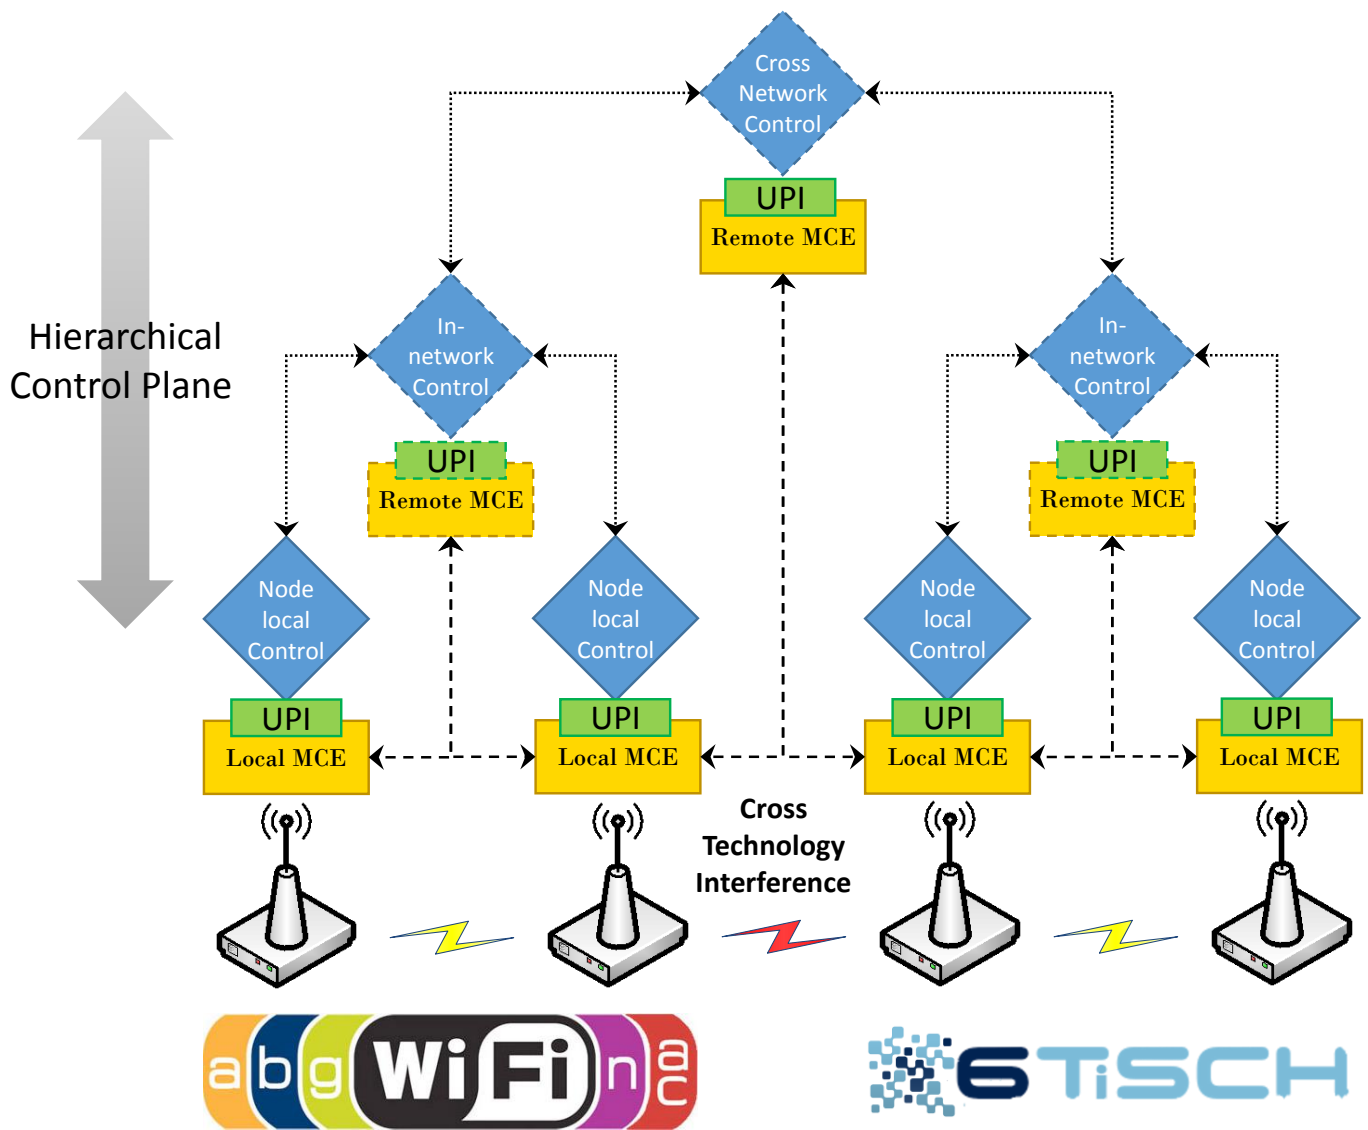 Cross
Network
Control
UPI
Remote MCE
Hierarchical
Control Plane
In-
network
Control
UPI
Remote MCE
In-
network
Control
UPI
Remote MCE
Node
local
Control
UPI
Local MCE
Node
local
Control
UPI
Local MCE
Node
local
Control
UPI
Local MCE
Node
local
Control
UPI
Local MCE
Cross
Technology
Interference
a b g WiFi n ac
6TiSCH